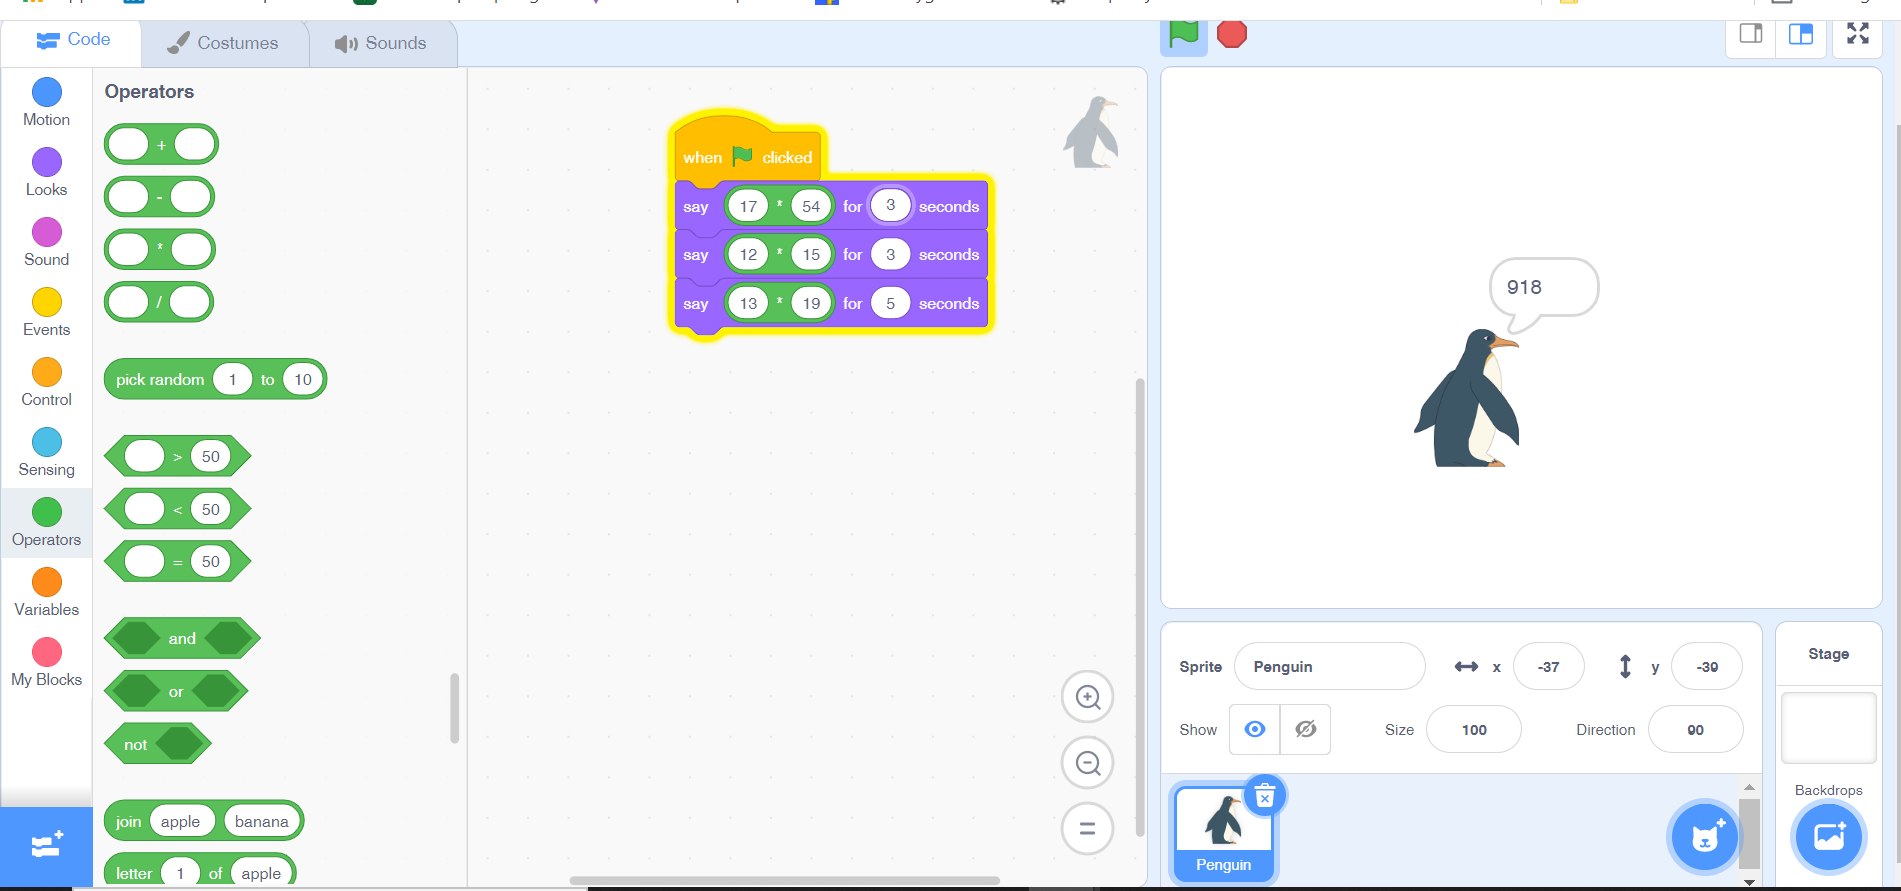 Code
Costumes
Sounds
Motion
Looks
Sound
Events
Control
Sensing
Operators
Variables
My Blocks
Operators
+
-
*
/
pick random 1 to 10
> 50
< 50
= 50
and
or
not
join apple banana
letter 1 of apple
when clicked
say 17 * 54 for 3 seconds
say 12 * 15 for 3 seconds
say 13 * 19 for 5 seconds
918
Sprite Penguin x -37 y -39
Show Size 100 Direction 90
Penguin
Stage
Backdrops